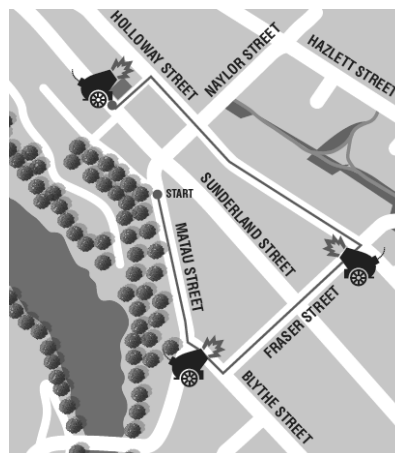 HOLLOWAY STREET
NAYLOR STREET
HAZLETT STREET
START
SUNDERLAND STREET
MATAU STREET
FRASER STREET
BLYTHE STREET